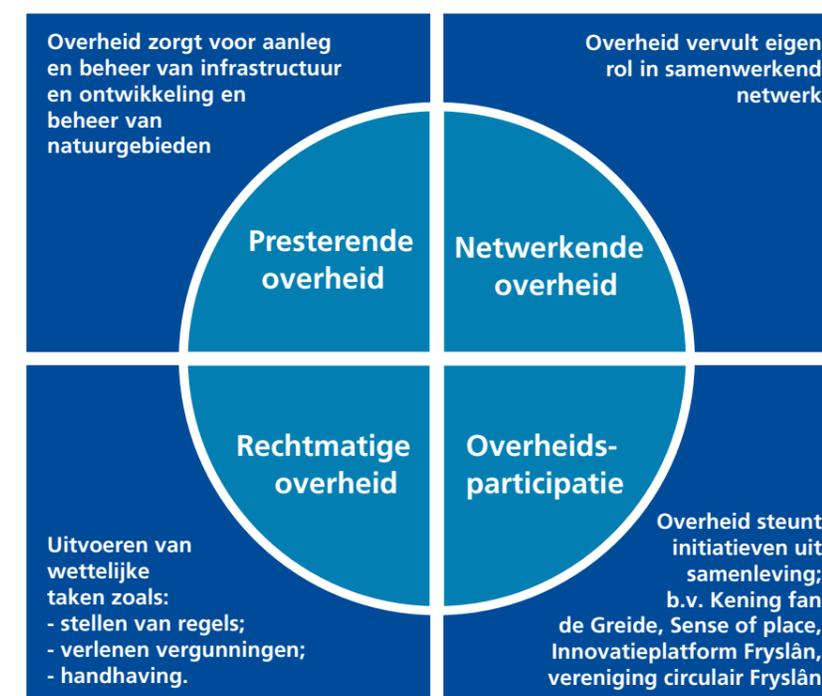 Overheid zorgt voor aanleg
en beheer van infrastructuur
en ontwikkeling en
beheer van
natuurgebieden
Overheid vervult eigen
rol in samenwerkend
netwerk
Presterende
overheid
Netwerkende
overheid
Rechtmatige
overheid
Overheids-
participatie
Uitvoeren van
wettelijke
taken zoals:
- stellen van regels;
- verlenen vergunningen;
- handhaving.
Overheid steunt
initiatieven uit
samenleving;
b.v. Kening fan
de Greide, Sense of place,
Innovatieplatform Fryslân,
vereniging circulair Fryslân